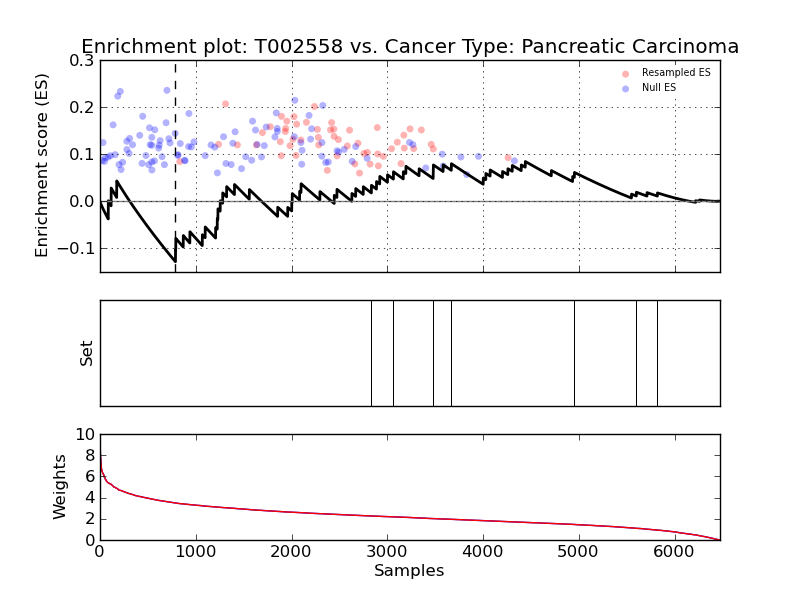 Enrichment plot: T002558 vs. Cancer Type: Pancreatic Carcinoma
Enrichment score (ES)
0.3
0.2
0.1
0.0
−0.1
Resampled ES
Null ES
Set
Weights
10
8
6
4
2
0
0 1000 2000 3000 4000 5000 6000
Samples